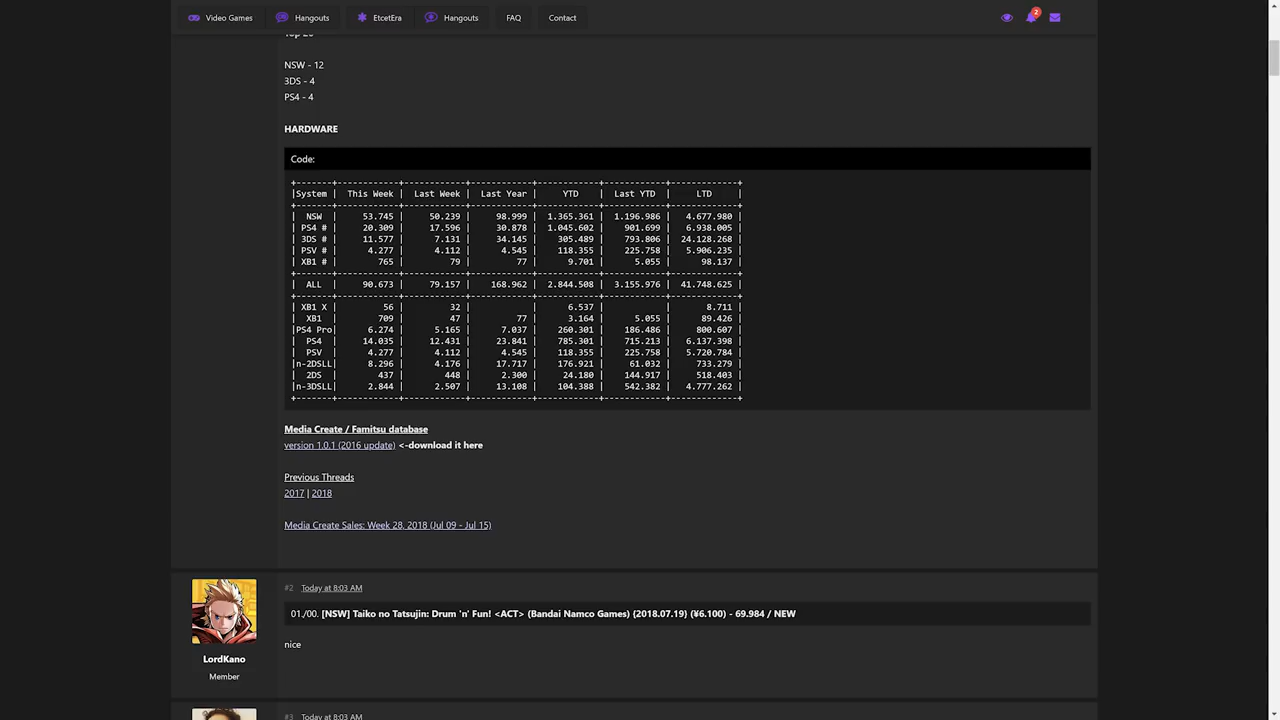 Video Games Hangouts EtcetEra Hangouts FAQ Contact 2
Top 20
NSW - 12
3DS - 4
PS4 - 4
HARDWARE
Code:
+-------+------------+------------+------------+------------+------------+------------+
|System | This Week | Last Week | Last Year | YTD | Last YTD | LTD |
+-------+------------+------------+------------+------------+------------+------------+
| NSW | 53.745 | 50.239 | 98.999 | 1.365.361 | 1.196.986 | 4.677.980 |
| PS4 # | 20.309 | 17.596 | 30.878 | 1.045.602 | 901.699 | 6.938.005 |
| 3DS # | 11.577 | 7.131 | 34.145 | 305.489 | 793.806 | 24.128.268 |
| PSV # | 4.277 | 4.112 | 4.545 | 118.355 | 225.758 | 5.906.235 |
| XB1 # | 765 | 79 | 77 | 9.701 | 5.055 | 98.137 |
+-------+------------+------------+------------+------------+------------+------------+
| ALL | 90.673 | 79.157 | 168.962 | 2.844.508 | 3.155.976 | 41.748.625 |
+-------+------------+------------+------------+------------+------------+------------+
| XB1 X | 56 | 32 | | 6.537 | | 8.711 |
| XB1 | 709 | 47 | 77 | 3.164 | 5.055 | 89.426 |
|PS4 Pro| 6.274 | 5.165 | 7.037 | 260.301 | 186.486 | 800.607 |
| PS4 | 14.035 | 12.431 | 23.841 | 785.301 | 715.213 | 6.137.398 |
| PSV | 4.277 | 4.112 | 4.545 | 118.355 | 225.758 | 5.720.784 |
|n-2DSLL| 8.296 | 4.176 | 17.717 | 176.921 | 61.032 | 733.279 |
| 2DS | 437 | 448 | 2.300 | 24.180 | 144.917 | 518.403 |
|n-3DSLL| 2.844 | 2.507 | 13.108 | 104.388 | 542.382 | 4.777.262 |
+-------+------------+------------+------------+------------+------------+------------+
Media Create / Famitsu database
version 1.0.1 (2016 update) <-download it here
Previous Threads
2017 | 2018
Media Create Sales: Week 28, 2018 (Jul 09 - Jul 15)
#2 Today at 8:03 AM
01./00. [NSW] Taiko no Tatsujin: Drum 'n' Fun! <ACT> (Bandai Namco Games) {2018.07.19} (¥6.100) - 69.984 / NEW
nice
LordKano
Member
#3 Today at 8:03 AM